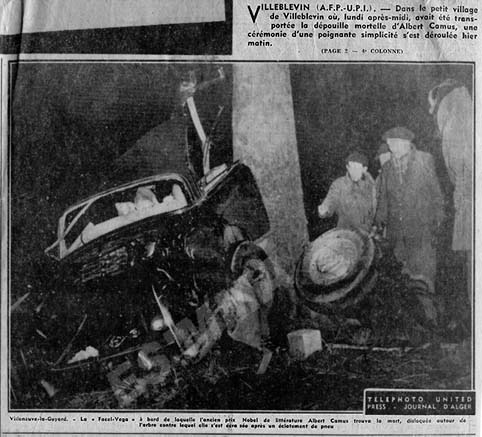 VILLEBLEVIN (A.F.P.-U.P.I.). — Dans le petit village
de Villeblevin où, lundi après-midi, avait été trans-
portée la dépouille mortelle d'Albert Camus, une
cérémonie d'une poignante simplicité s'est déroulée hier
matin.
(PAGE 2 — 4e COLONNE)
TELEPHOTO UNITED
PRESS - JOURNAL D'ALGER
Villeneuve-la-Guyard. — La « Facel-Vega » à bord de laquelle l'ancien prix Nobel de littérature Albert Camus trouva la mort, disloquée autour de
l'arbre contre lequel elle s'est après un éclatement de pneu